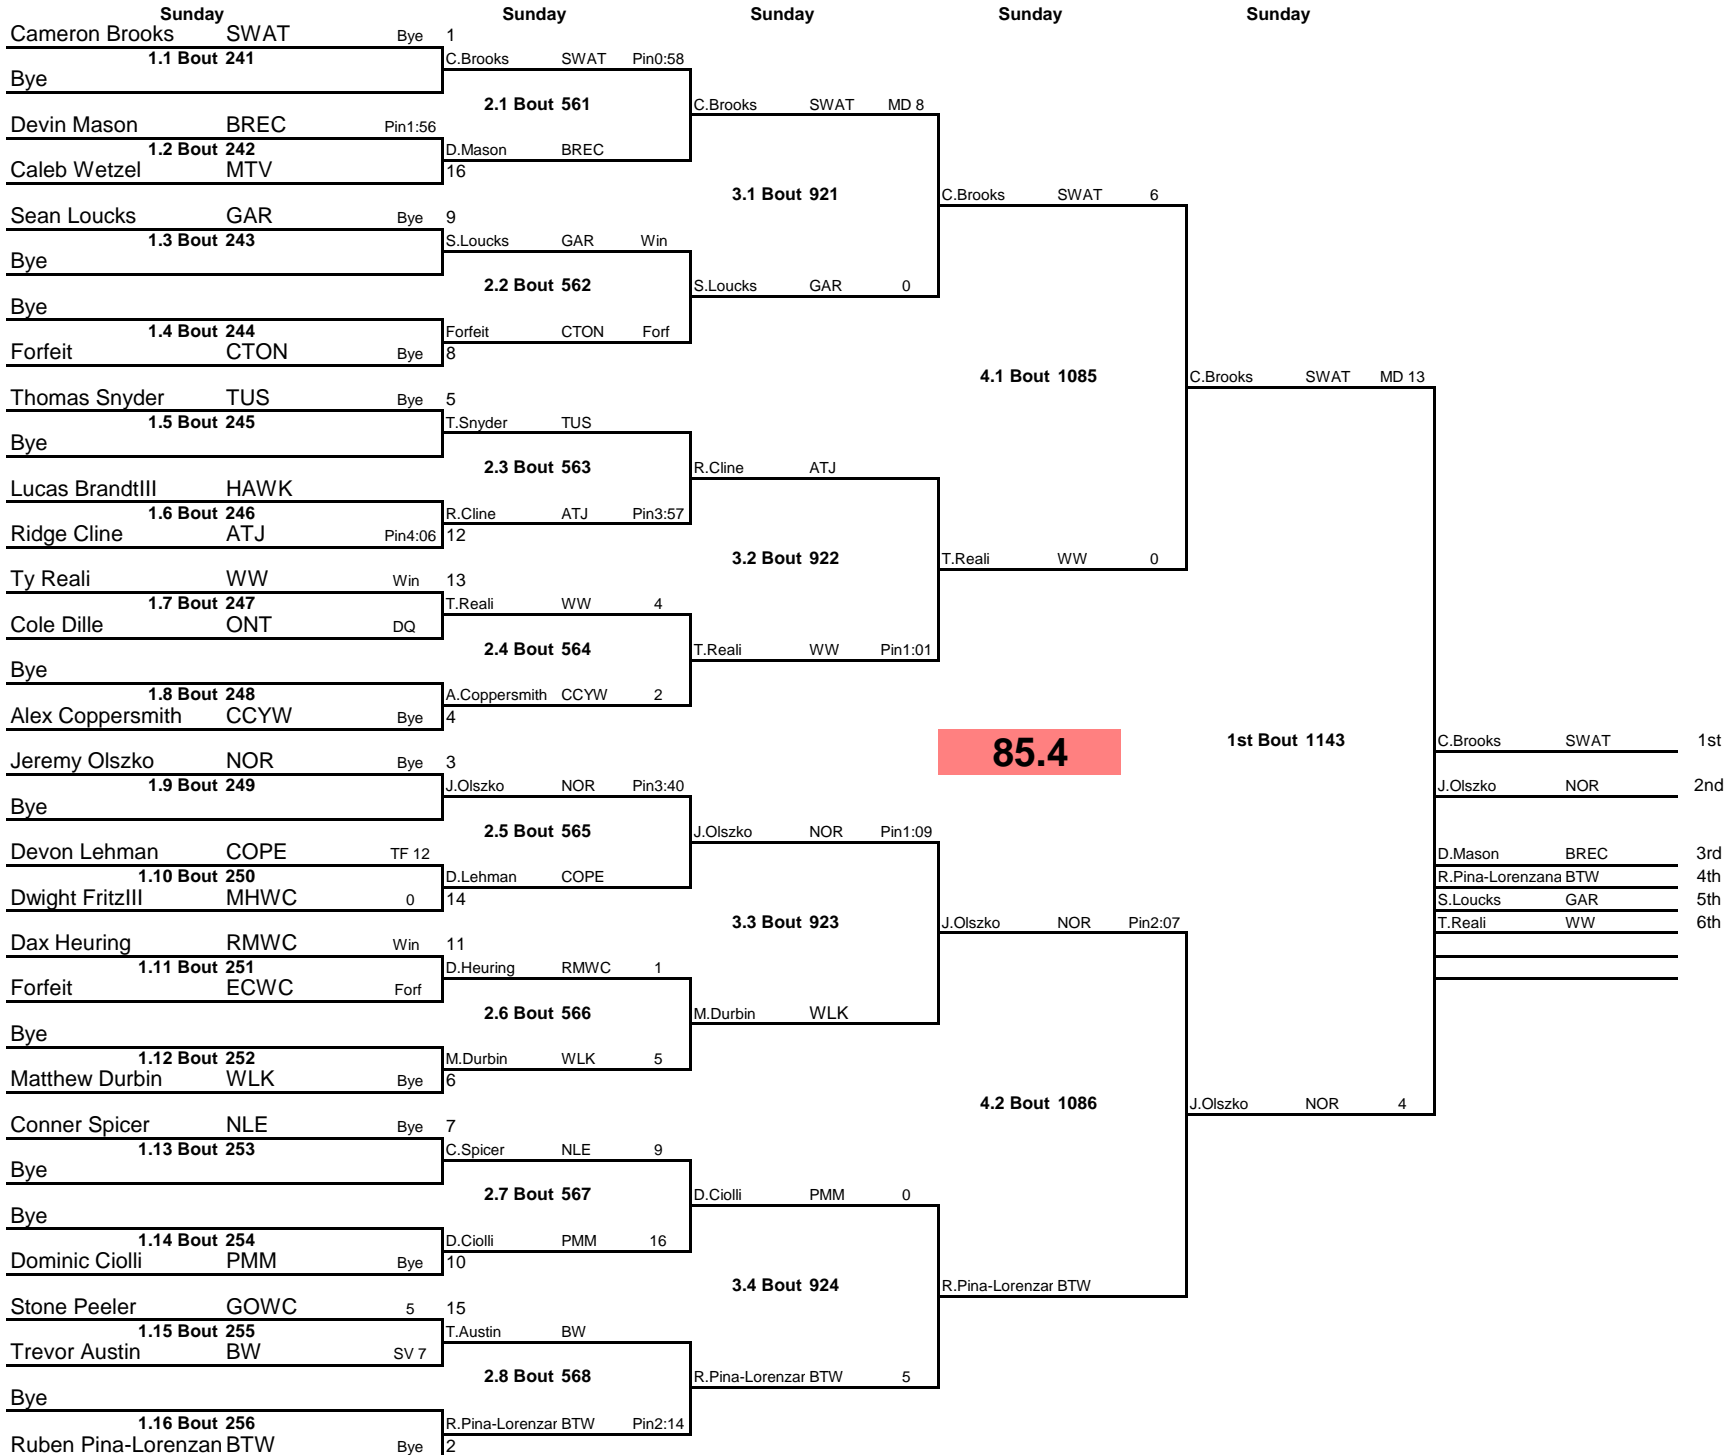 Sunday Sunday Sunday Sunday Sunday
Cameron Brooks SWAT Bye 1
1.1 Bout 241 C.Brooks SWAT Pin0:58
Bye
2.1 Bout 561 C.Brooks SWAT MD 8
Devin Mason BREC Pin1:56
1.2 Bout 242 D.Mason BREC
Caleb Wetzel MTV 16
3.1 Bout 921 C.Brooks SWAT 6
Sean Loucks GAR Bye 9
1.3 Bout 243 S.Loucks GAR Win
Bye
2.2 Bout 562 S.Loucks GAR 0
Bye
1.4 Bout 244 Forfeit CTON Forf
Forfeit CTON Bye 8
4.1 Bout 1085 C.Brooks SWAT MD 13
Thomas Snyder TUS Bye 5
1.5 Bout 245 T.Snyder TUS
Bye
2.3 Bout 563 R.Cline ATJ
Lucas BrandtIII HAWK
1.6 Bout 246 R.Cline ATJ Pin3:57
Ridge Cline ATJ Pin4:06 12
3.2 Bout 922 T.Reali WW 0
Ty Reali WW Win 13
1.7 Bout 247 T.Reali WW 4
Cole Dille ONT DQ
2.4 Bout 564 T.Reali WW Pin1:01
Bye
1.8 Bout 248 A.Coppersmith CCYW 2
Alex Coppersmith CCYW Bye 4
85.4 1st Bout 1143 C.Brooks SWAT 1st
Jeremy Olszko NOR Bye 3
1.9 Bout 249 J.Olszko NOR Pin3:40 J.Olszko NOR 2nd
Bye
2.5 Bout 565 J.Olszko NOR Pin1:09
Devon Lehman COPE TF 12 D.Mason BREC 3rd
1.10 Bout 250 D.Lehman COPE R.Pina-Lorenzana BTW 4th
Dwight FritzIII MHWC 0 14 S.Loucks GAR 5th
3.3 Bout 923 J.Olszko NOR Pin2:07 T.Reali WW 6th
Dax Heuring RMWC Win 11
1.11 Bout 251 D.Heuring RMWC 1
Forfeit ECWC Forf
2.6 Bout 566 M.Durbin WLK
Bye
1.12 Bout 252 M.Durbin WLK 5
Matthew Durbin WLK Bye 6
4.2 Bout 1086 J.Olszko NOR 4
Conner Spicer NLE Bye 7
1.13 Bout 253 C.Spicer NLE 9
Bye
2.7 Bout 567 D.Ciolli PMM 0
Bye
1.14 Bout 254 D.Ciolli PMM 16
Dominic Ciolli PMM Bye 10
3.4 Bout 924 R.Pina-Lorenzar BTW
Stone Peeler GOWC 5 15
1.15 Bout 255 T.Austin BW
Trevor Austin BW SV 7
2.8 Bout 568 R.Pina-Lorenzar BTW 5
Bye
1.16 Bout 256 R.Pina-Lorenzar BTW Pin2:14
Ruben Pina-Lorenzan BTW Bye 2